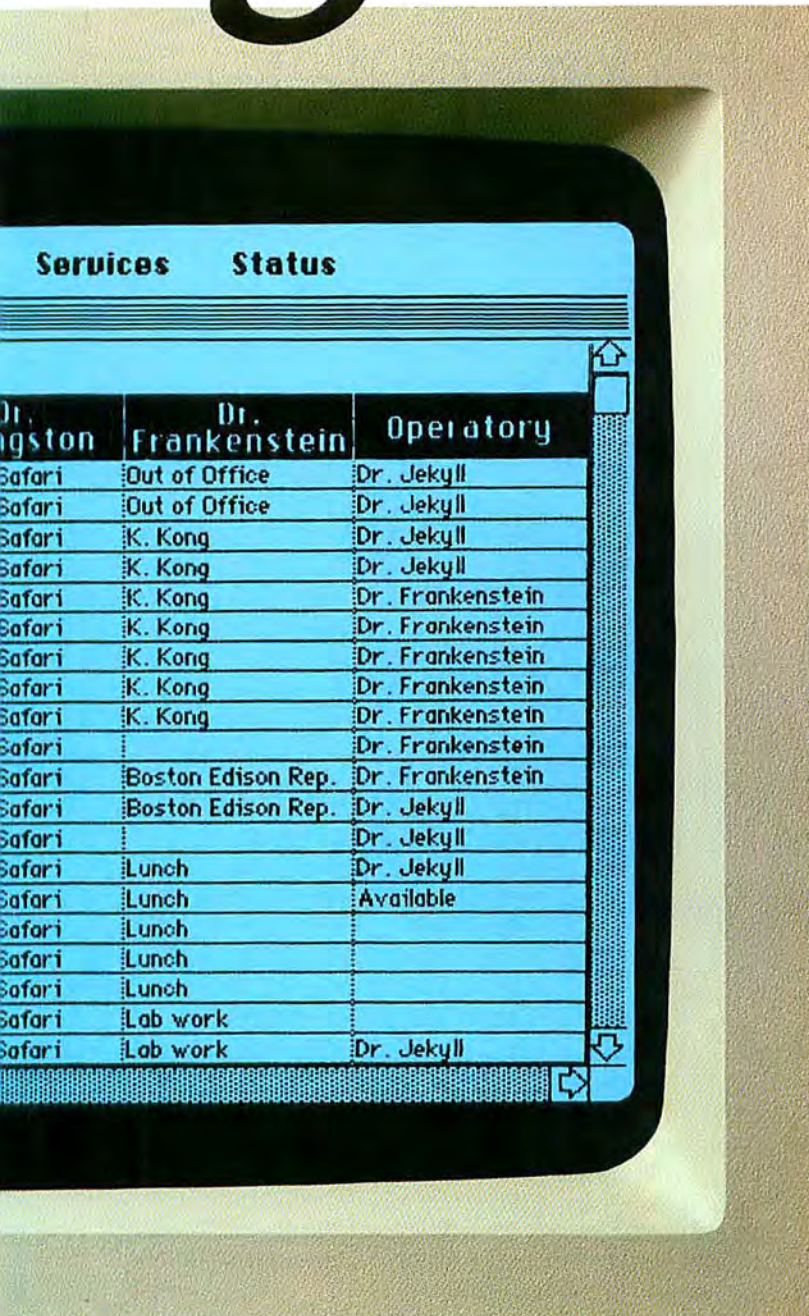 Services Status
Dr. Operatory
Frankenstein
Safari Out of Office Dr. Jekyll
Safari Out of Office Dr. Jekyll
Safari K. Kong Dr. Jekyll
Safari K. Kong Dr. Jekyll
Safari K. Kong Dr. Frankenstein
Safari K. Kong Dr. Frankenstein
Safari K. Kong Dr. Frankenstein
Safari K. Kong Dr. Frankenstein
Safari K. Kong Dr. Frankenstein
Safari Dr. Frankenstein
Safari Boston Edison Rep. Dr. Frankenstein
Safari Boston Edison Rep. Dr. Jekyll
Safari Dr. Jekyll
Safari Lunch Dr. Jekyll
Safari Lunch Available
Safari Lunch
Safari Lunch
Safari Lunch
Safari Lab work
Safari Lab work Dr. Jekyll